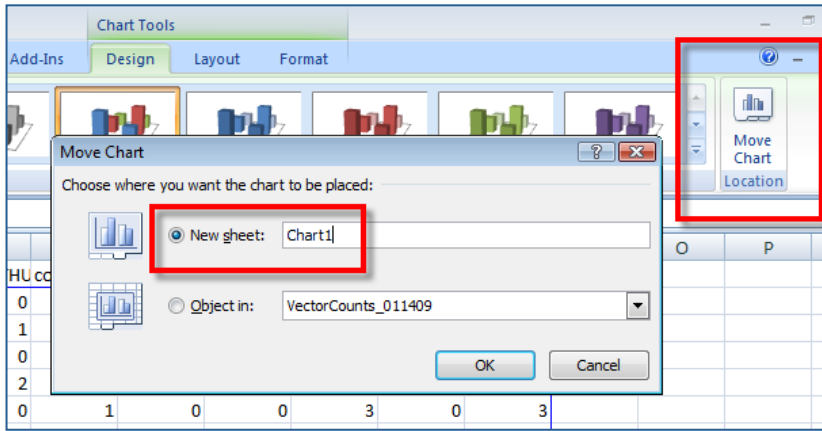 Chart Tools
Add-Ins Design Layout Format
Move Chart
Move
Chart
Location
Choose where you want the chart to be placed:
New sheet: Chart1
Object in: VectorCounts_011409
OK Cancel
O P
0
1
0
2
0 1 0 0 3 0 3